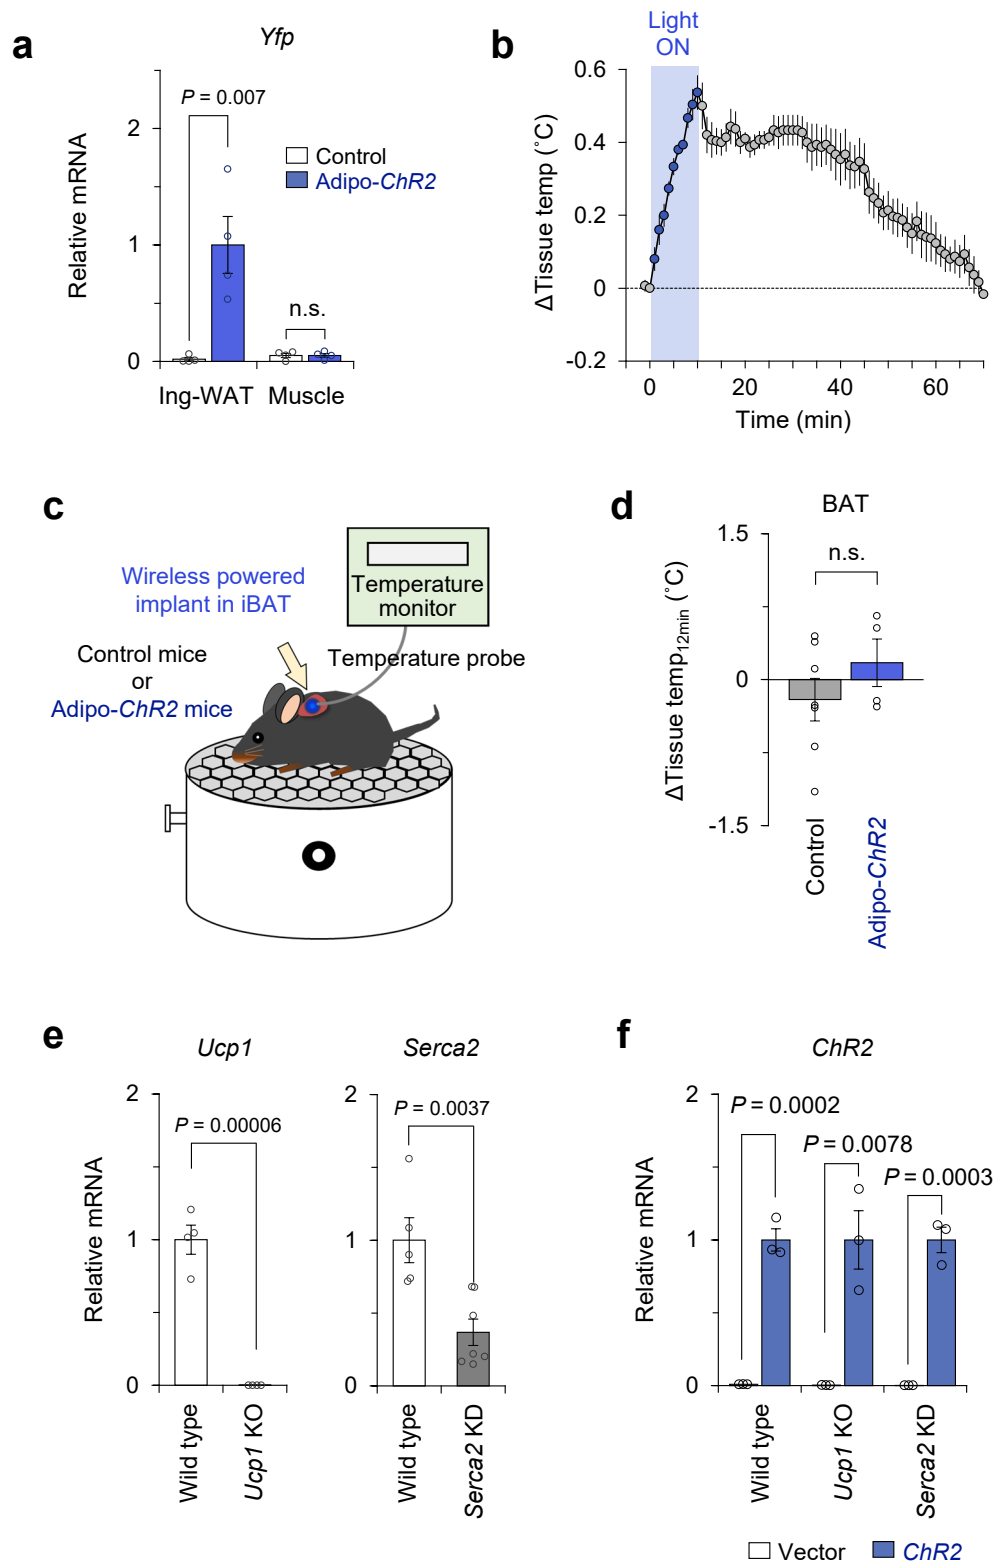 a
Yfp
P = 0.007
2
1
0
Relative mRNA
Control
Adipo-ChR2
n.s.
Ing-WAT
Muscle
b
Light
ON
0.6
0.4
0.2
0
-0.2
ΔTissue temp (˚C)
0
20
40
60
Time (min)
c
Wireless powered
implant in iBAT
Temperature
monitor
Control mice
or
Adipo-ChR2 mice
Temperature probe
d
BAT
1.5
0
-1.5
n.s.
ΔTissue temp12min (˚C)
Control
Adipo-ChR2
e
Ucp1
2
1
0
P = 0.00006
Relative mRNA
Wild type
Ucp1 KO
Serca2
2
1
0
P = 0.0037
Wild type
Serca2 KD
f
ChR2
2
1
0
P = 0.0002
P = 0.0078
P = 0.0003
Relative mRNA
Wild type
Ucp1 KO
Serca2 KD
Vector
ChR2